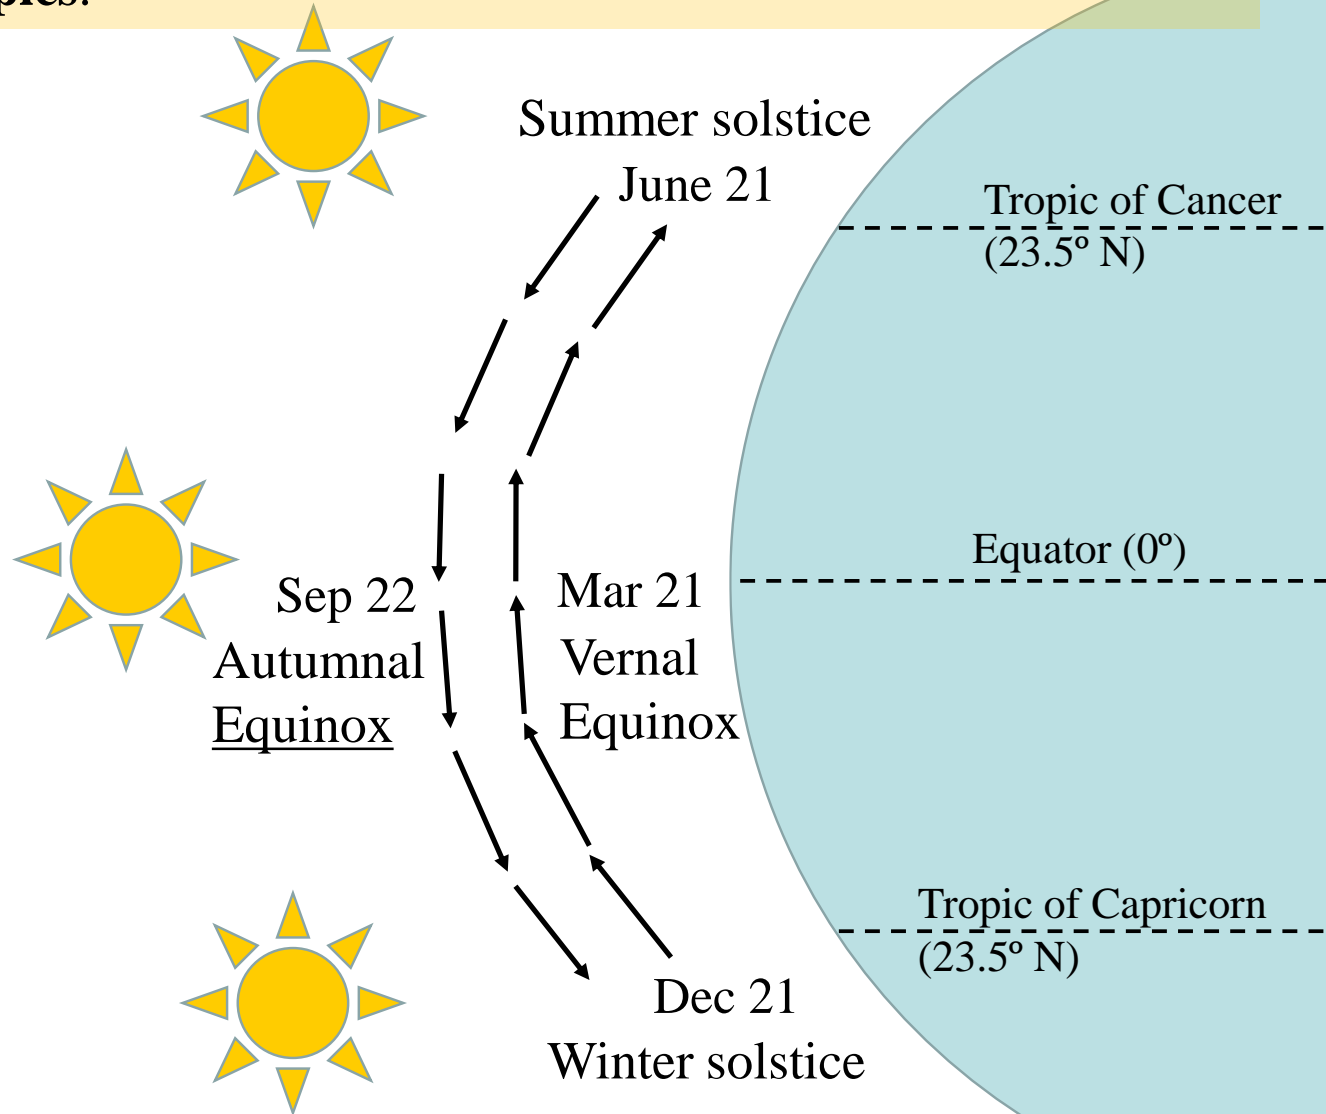 Summer solstice
June 21
Tropic of Cancer
(23.5º N)
Equator (0º)
Sep 22
Autumnal
Equinox
Mar 21
Vernal
Equinox
Tropic of Capricorn
(23.5º N)
Dec 21
Winter solstice